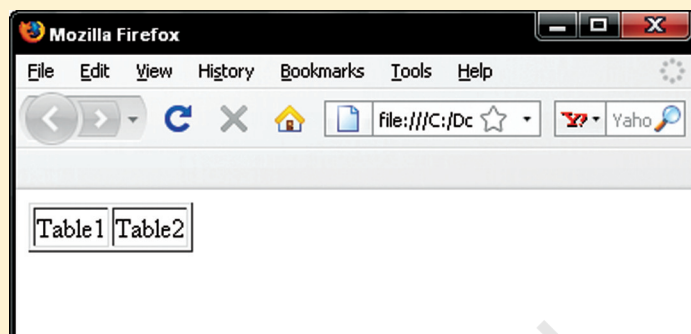 Mozilla Firefox
File Edit View History Bookmarks Tools Help
file:///C:/Dc Yaho
Table1 Table2